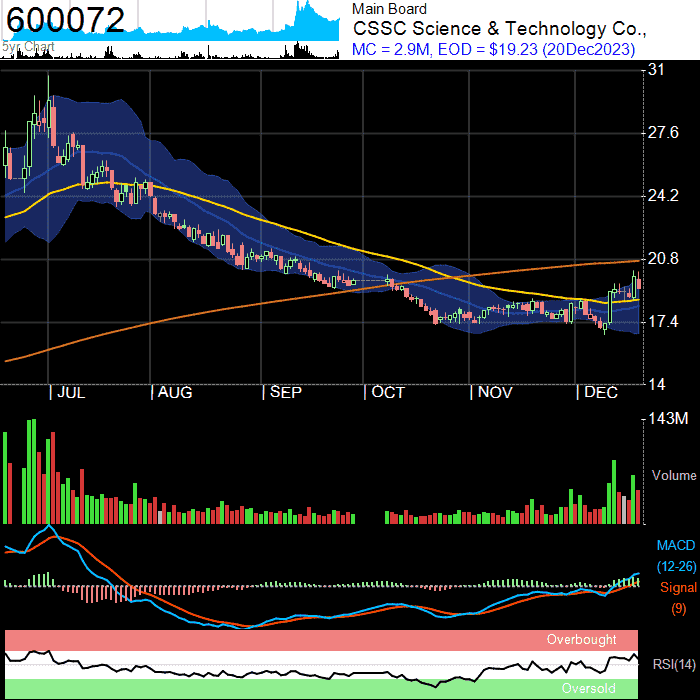 600072
5yr Chart
Main Board
CSSC Science & Technology Co.,
MC = 2.9M, EOD = $19.23 (20Dec2023)
31
27.6
24.2
20.8
17.4
14
| JUL | AUG | SEP | OCT | NOV | DEC
143M
Volume
MACD
(12-26)
Signal
(9)
Overbought
RSI(14)
Oversold